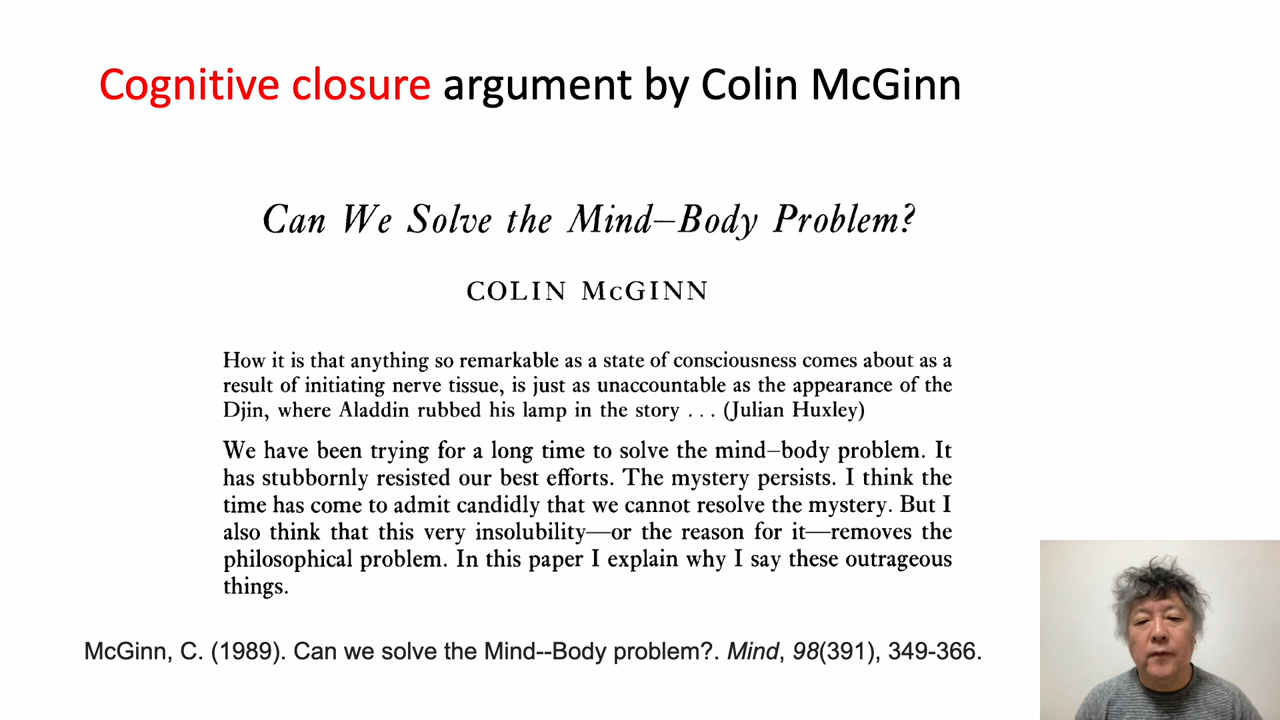 Cognitive closure argument by Colin McGinn
Can We Solve the Mind–Body Problem?
COLIN McGINN
How it is that anything so remarkable as a state of consciousness comes about as a
result of initiating nerve tissue, is just as unaccountable as the appearance of the
Djin, where Aladdin rubbed his lamp in the story . . . (Julian Huxley)
We have been trying for a long time to solve the mind–body problem. It
has stubbornly resisted our best efforts. The mystery persists. I think the
time has come to admit candidly that we cannot resolve the mystery. But I
also think that this very insolubility—or the reason for it—removes the
philosophical problem. In this paper I explain why I say these outrageous
things.
McGinn, C. (1989). Can we solve the Mind--Body problem?. Mind, 98(391), 349-366.